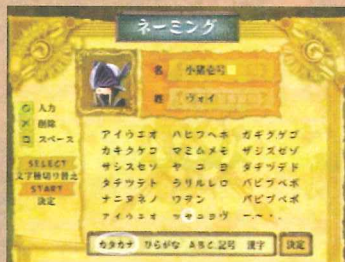 ネーミング
名 小猪壱号
姓 ヴォイ
○ 入力
× 削除
□ スペース
SELECT
文字種切り替え
START
決定
アイウエオ ハヒフヘホ ガギグゲゴ
カキクケコ マミムメモ ザジズゼゾ
サシスセソ ヤ ユ ヨ ダヂヅデド
タチツテト ラリルレロ バビブベボ
ナニヌネノ ワヲン パピプペポ
ァィゥェォ ッャュョヴ ー~・.
カタカナ ひらがな ABC.記号 漢字 決定